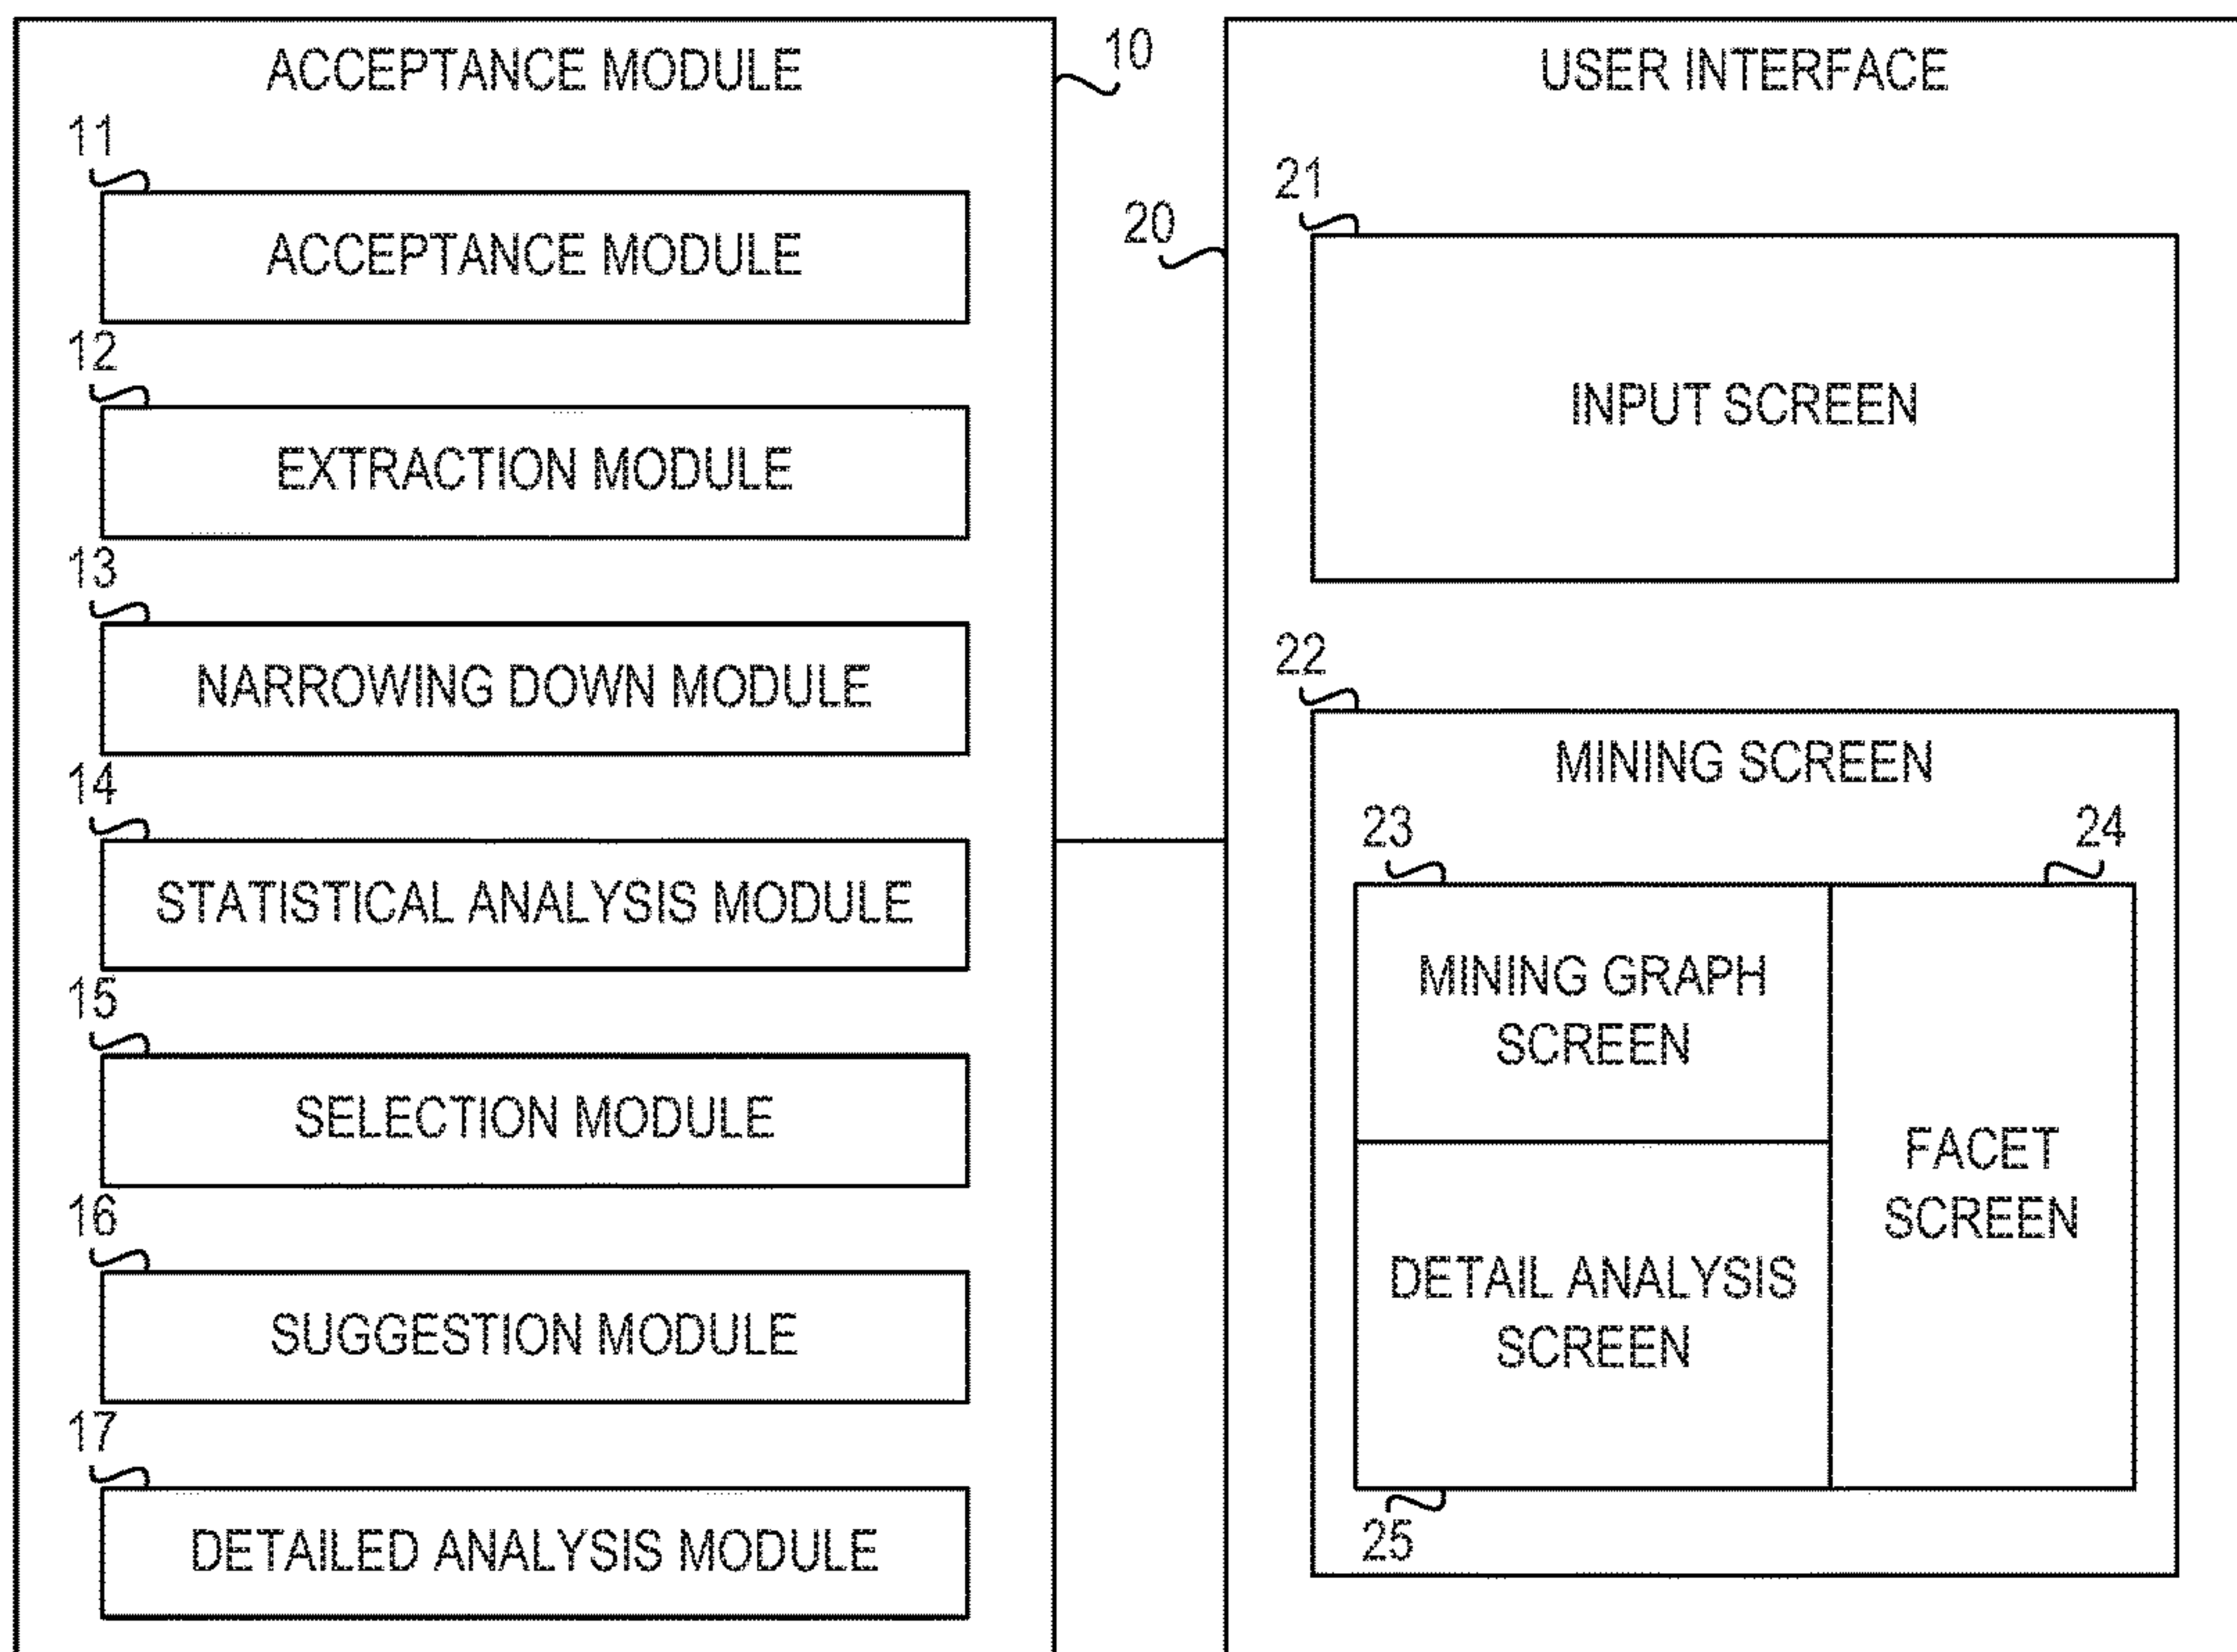 ACCEPTANCE MODULE
10
11
ACCEPTANCE MODULE
12
EXTRACTION MODULE
13
NARROWING DOWN MODULE
14
STATISTICAL ANALYSIS MODULE
15
SELECTION MODULE
16
SUGGESTION MODULE
17
DETAILED ANALYSIS MODULE
USER INTERFACE
20
21
INPUT SCREEN
22
MINING SCREEN
23
24
MINING GRAPH
SCREEN
FACET
SCREEN
DETAIL ANALYSIS
SCREEN
25